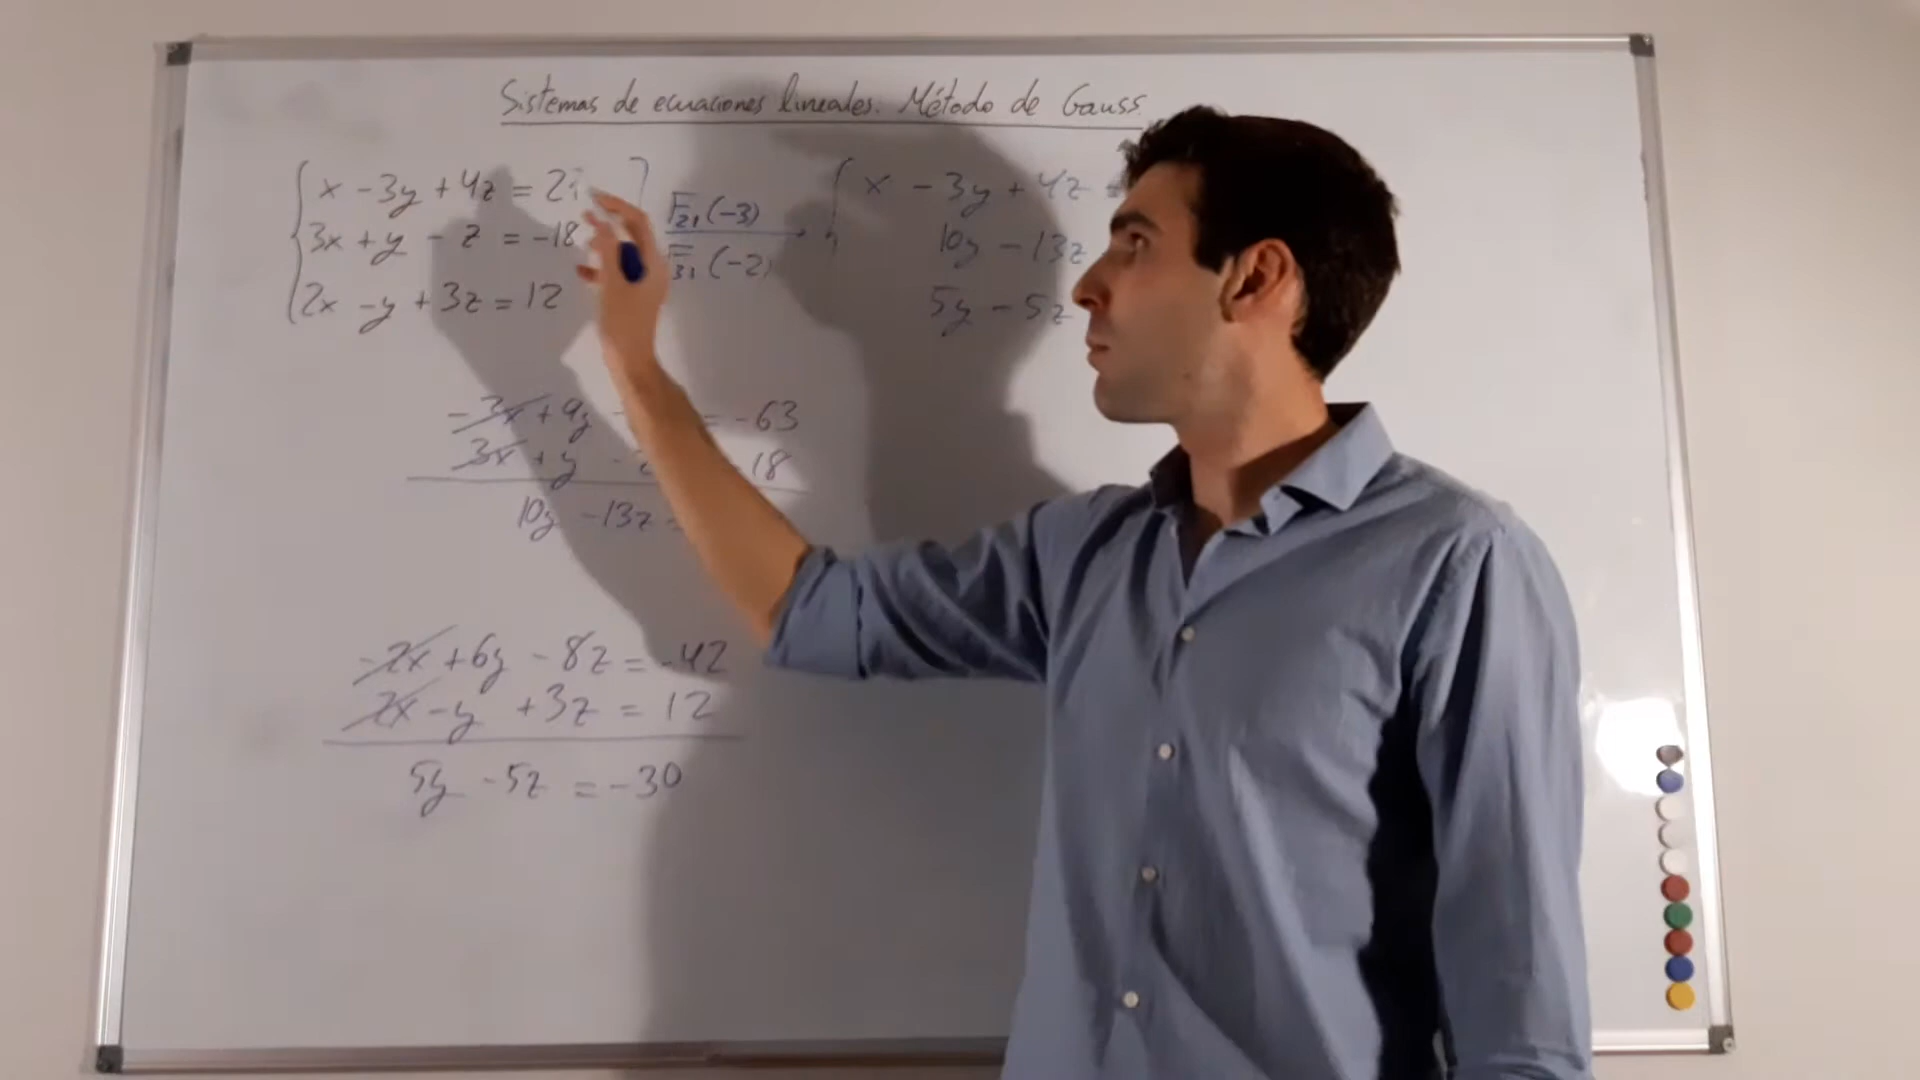 Sistemas de ecuaciones lineales. Método de Gauss.
x - 3y + 4z = 2
3x + y - z = -18
2x - y + 3z = 12
F21 (-3)
F31 (-2)
x - 3y + 4z =
10y - 13z
5y - 5z
-3x + 9y = -63
3x + y - 18
10y - 13z
-2x + 6y - 8z = -42
2x - y + 3z = 12
5y - 5z = -30